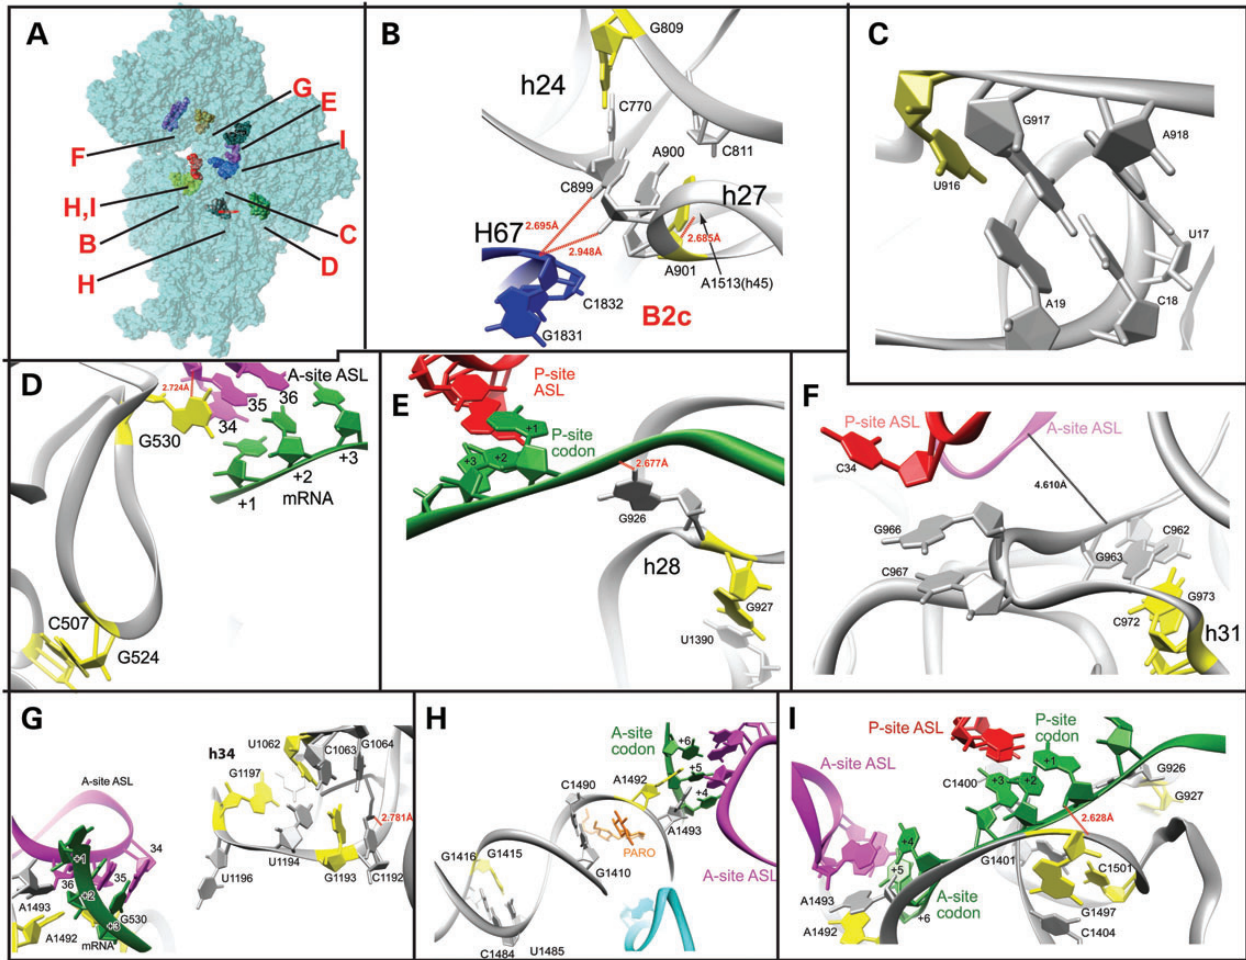 A
G
E
F
I
H,I
B
C
H
D
B
G809
h24
C770
C811
A900
C899
h27
H67
2.695Å
2.948Å
2.685Å
A901
A1513(h45)
C1832
B2c
G1831
C
G917
A918
U916
U17
A19
C18
D
2.724Å
A-site ASL
36
35
34
G530
+3
+2
+1
mRNA
C507
G524
E
P-site
ASL
+1
P-site
codon
+3
+2
2.677Å
G926
h28
G927
U1390
F
P-site ASL
A-site ASL
C34
4.610Å
G966
C962
G963
C967
G973
C972
h31
G
h34
U1062
C1063
G1064
G1197
A-site ASL
2.781Å
+1
34
U1194
36
35
U1196
G1193
C1192
A1493
+2
G530
A1492
+3
mRNA
H
A-site
codon
+6
C1490
A1492
+5
+4
A1493
PARO
G1416
G1415
G1410
A-site ASL
C1484
U1485
I
P-site ASL
P-site
codon
+1
A-site ASL
C1400
+3
+2
G926
G927
2.628Å
+4
G1401
C1501
+5
A1493
A-site
codon
G1497
+6
A1492
C1404